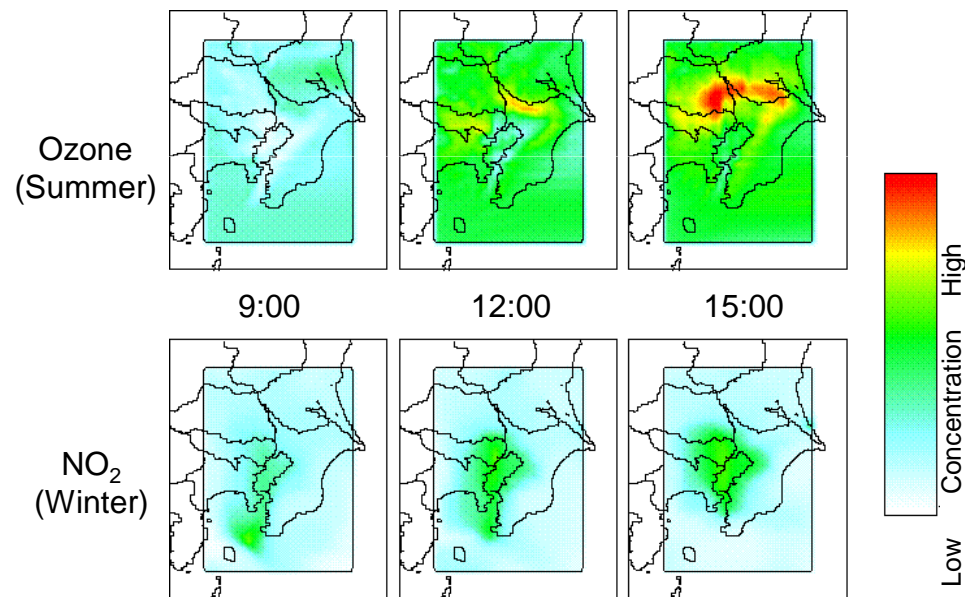 Ozone
(Summer)
9:00
12:00
15:00
NO₂
(Winter)
Low Concentration High